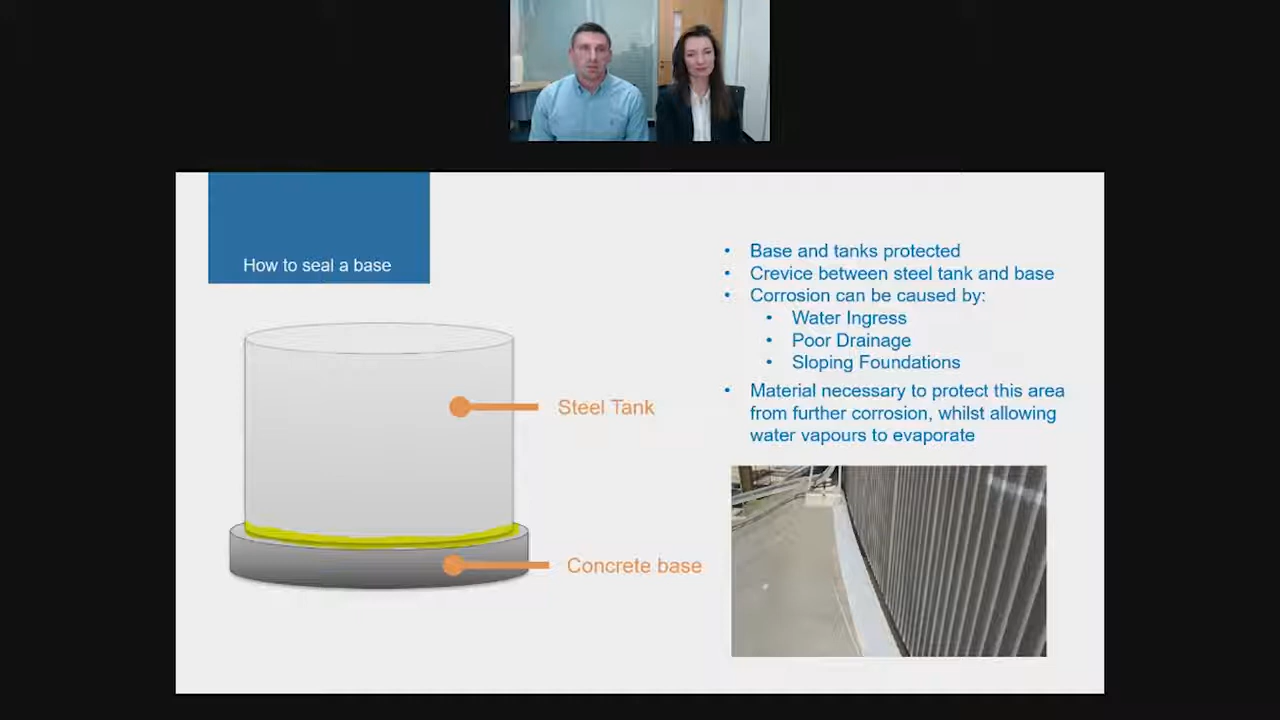 How to seal a base
Base and tanks protected
Crevice between steel tank and base
Corrosion can be caused by:
Water Ingress
Poor Drainage
Sloping Foundations
Material necessary to protect this area
from further corrosion, whilst allowing
water vapours to evaporate
Steel Tank
Concrete base